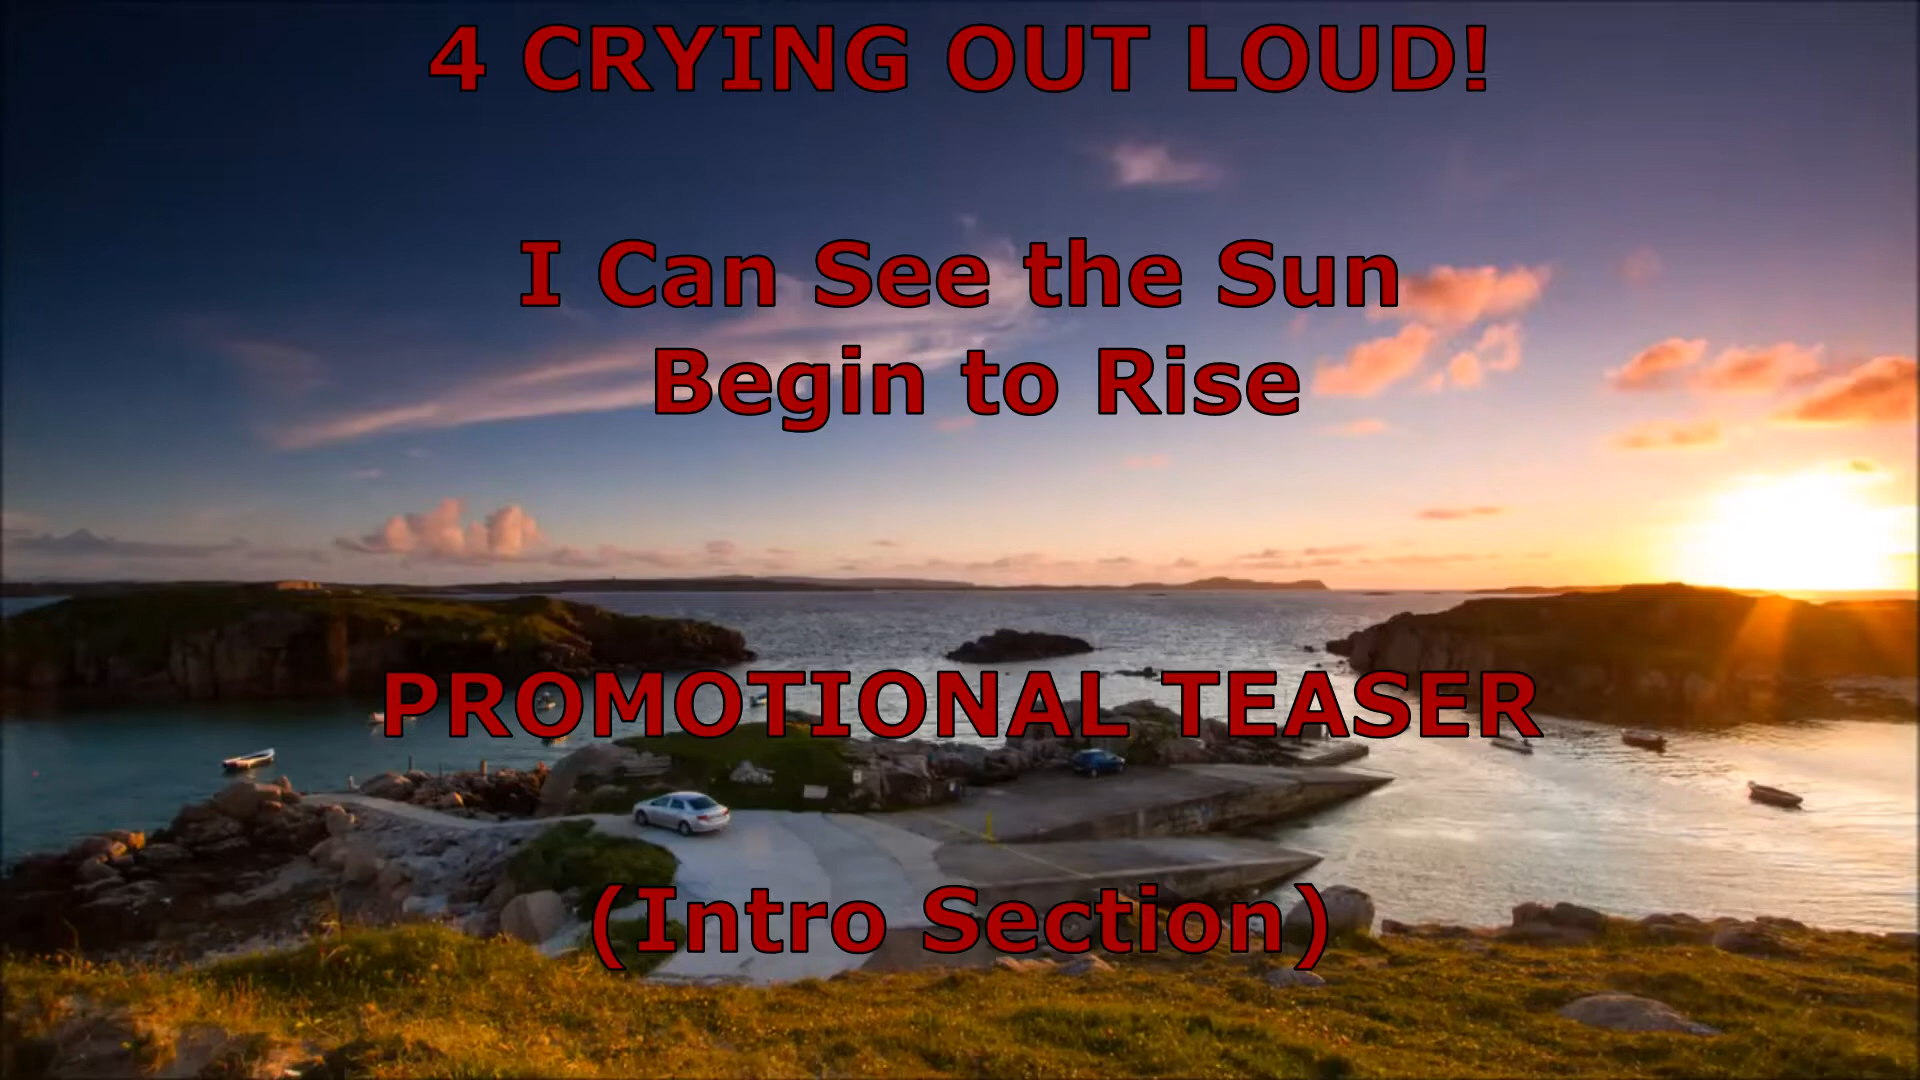 4 CRYING OUT LOUD!
I Can See the Sun
Begin to Rise
PROMOTIONAL TEASER
(Intro Section)